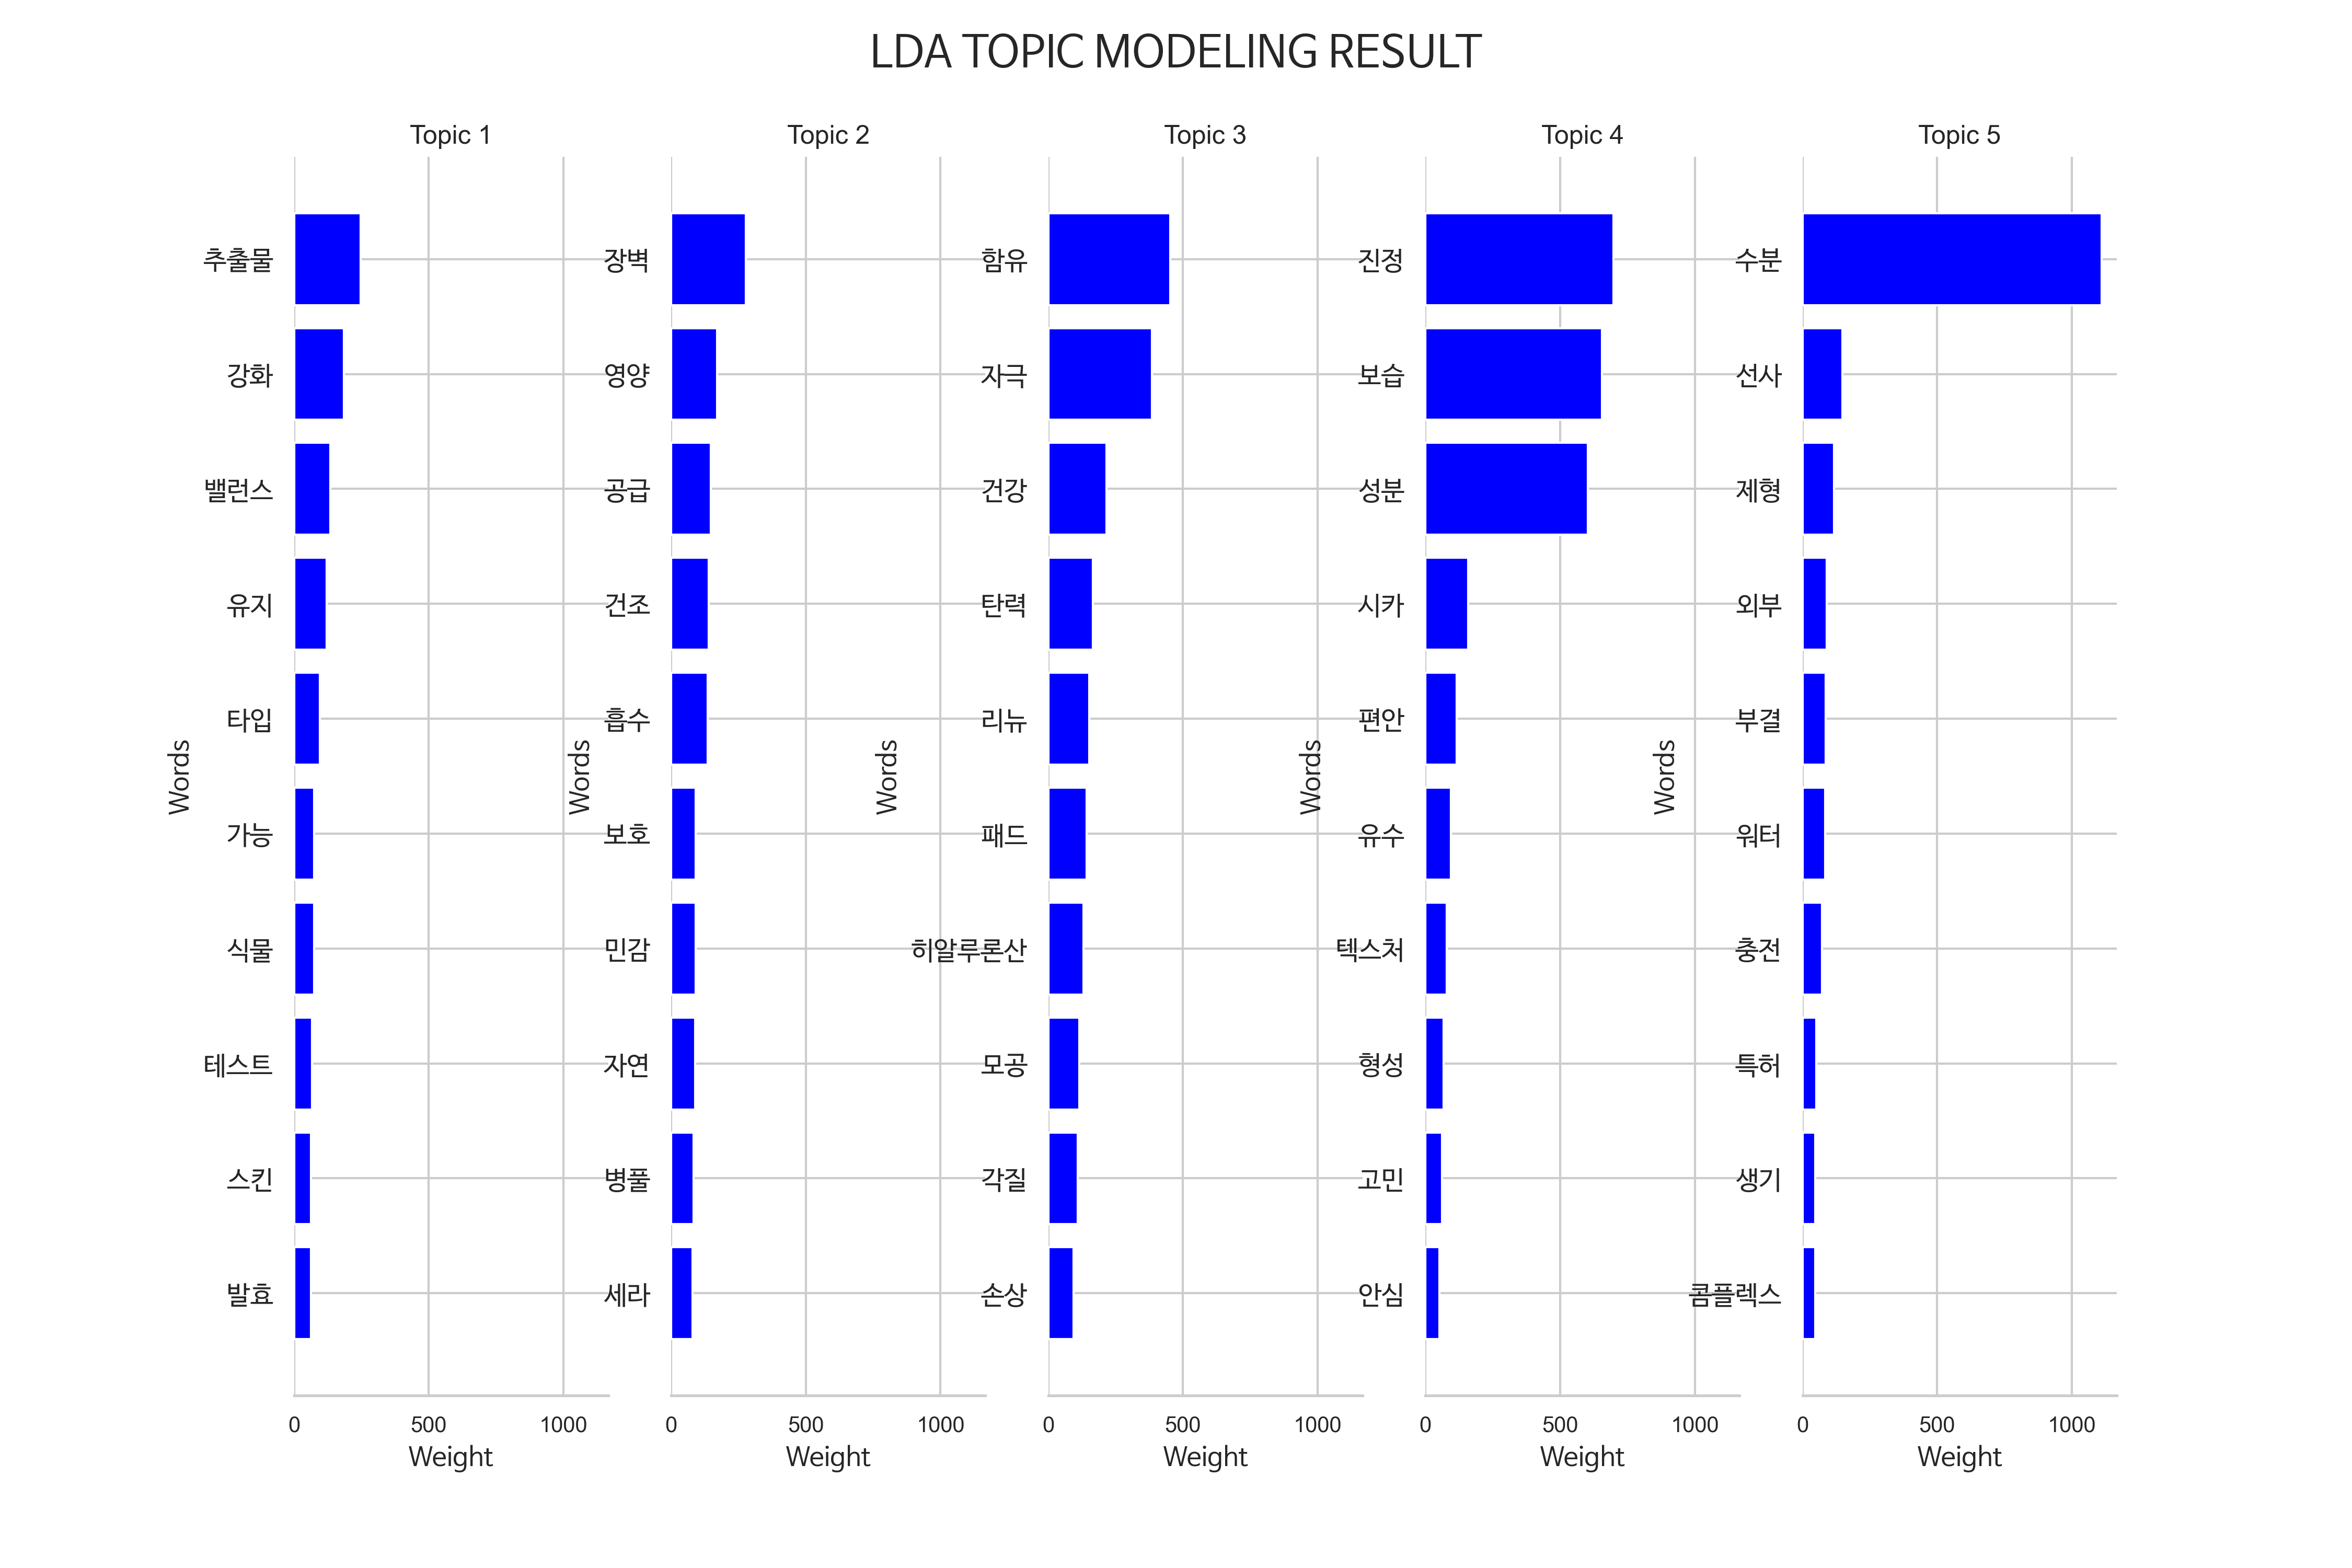 LDA TOPIC MODELING RESULT
Topic 1
추출물
강화
밸런스
유지
타입
가능
식물
테스트
스킨
발효
Words
0 500 1000
Weight
Topic 2
장벽
영양
공급
건조
흡수
보호
민감
자연
병풀
세라
Words
0 500 1000
Weight
Topic 3
함유
자극
건강
탄력
리뉴
패드
히알루론산
모공
각질
손상
Words
0 500 1000
Weight
Topic 4
진정
보습
성분
시카
편안
유수
텍스처
형성
고민
안심
Words
0 500 1000
Weight
Topic 5
수분
선사
제형
외부
부결
워터
충전
특허
생기
콤플렉스
Words
0 500 1000
Weight